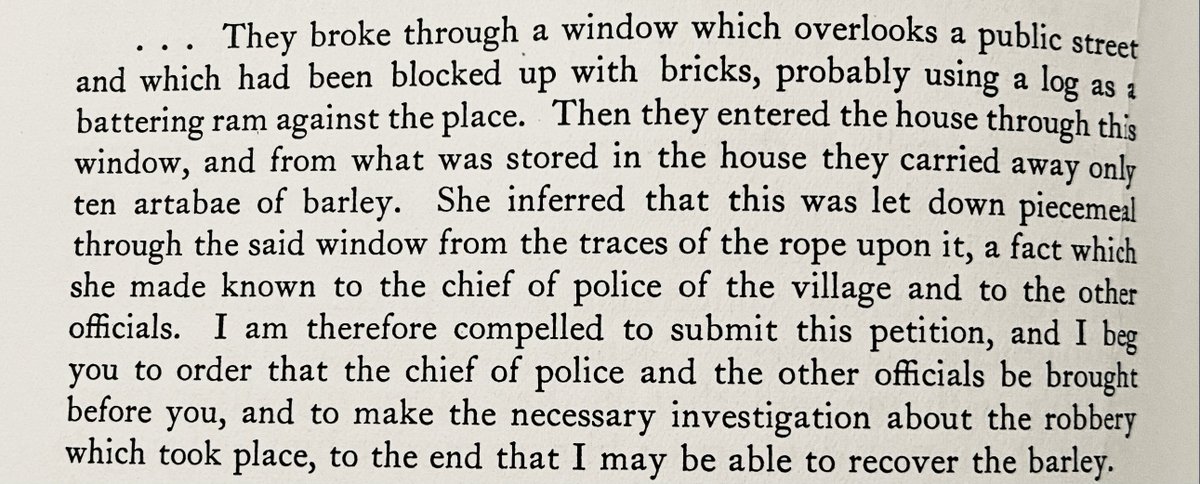 . . . They broke through a window which overlooks a public street
and which had been blocked up with bricks, probably using a log as a
battering ram against the place. Then they entered the house through this
window, and from what was stored in the house they carried away only
ten artabae of barley. She inferred that this was let down piecemeal
through the said window from the traces of the rope upon it, a fact which
she made known to the chief of police of the village and to the other
officials. I am therefore compelled to submit this petition, and I beg
you to order that the chief of police and the other officials be brought
before you, and to make the necessary investigation about the robbery
which took place, to the end that I may be able to recover the barley.